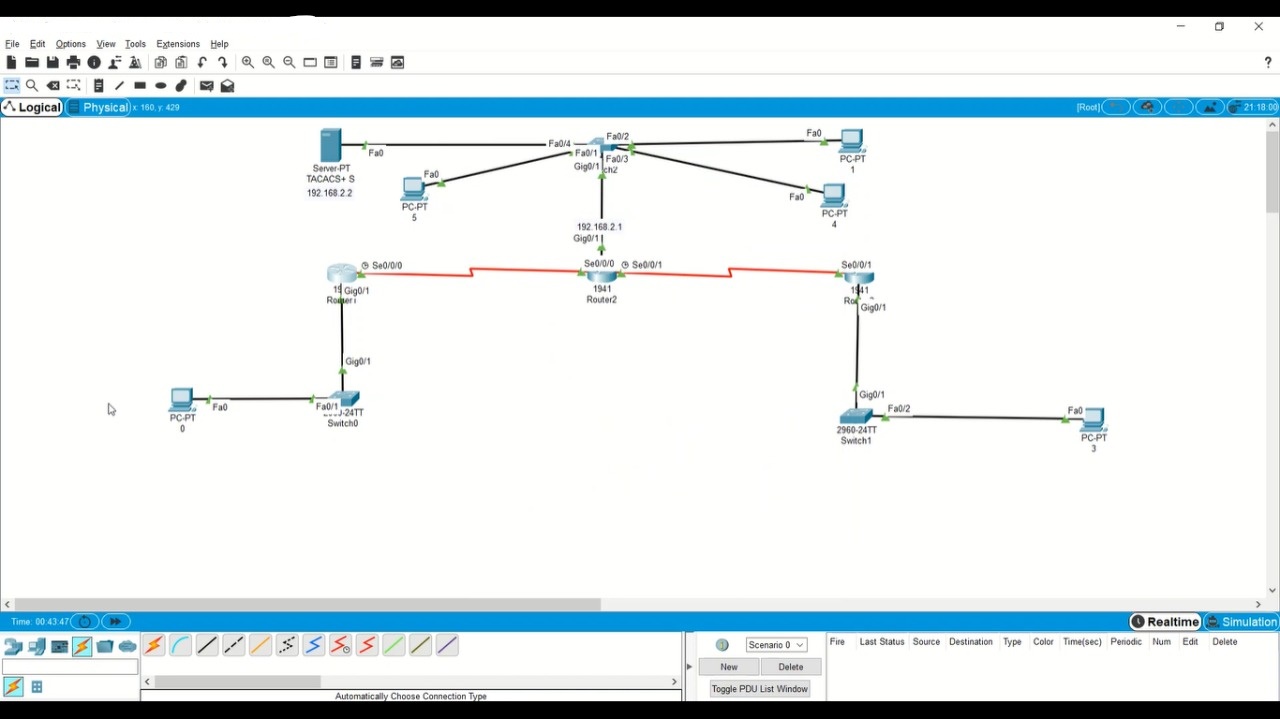 File Edit Options View Tools Extensions Help
?
Logical Physical x: 160, y: 429 [Root] 21:18:00
Fa0/2 Fa0
Fa0/4
Fa0 Fa0/1
Fa0/3
Server-PT Gig0/1 ch2 PC-PT
TACACS+ S Fa0 1
192.168.2.2
PC-PT Fa0
5 PC-PT
4
192.168.2.1
Gig0/1
Se0/0/0 Se0/0/0 Se0/0/1 Se0/0/1
Gig0/1 1941
Router2
Gig0/1
Gig0/1
Gig0/1
Fa0 Fa0/1 Fa0/2 Fa0
PC-PT -24TT 2960-24TT PC-PT
0 Switch0 Switch1 3
Time: 00:43:47 Realtime Simulation
Scenario 0 Fire Last Status Source Destination Type Color Time(sec) Periodic Num Edit Delete
New Delete
Toggle PDU List Window
Automatically Choose Connection Type